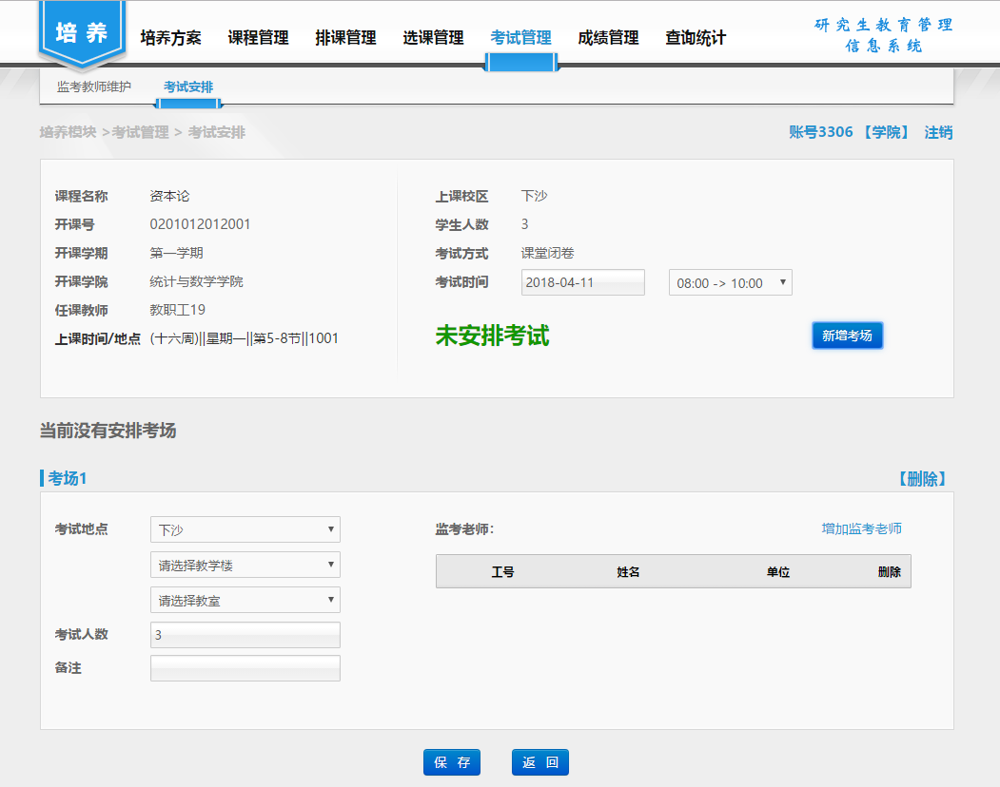 培养
培养方案 课程管理 排课管理 选课管理 考试管理 成绩管理 查询统计
研究生教育管理
信息系统
监考教师维护 考试安排
培养模块 >考试管理 > 考试安排
账号3306 【学院】 注销
课程名称 资本论
开课号 0201012012001
开课学期 第一学期
开课学院 统计与数学学院
任课教师 教职工19
上课时间/地点 (十六周)||星期一||第5-8节||1001
上课校区 下沙
学生人数 3
考试方式 课堂闭卷
考试时间 2018-04-11 08:00 -> 10:00
未安排考试 新增考场
当前没有安排考场
考场1 【删除】
考试地点 下沙
请选择教学楼
请选择教室
考试人数 3
备注
监考老师： 增加监考老师
工号 姓名 单位 删除
保 存 返 回